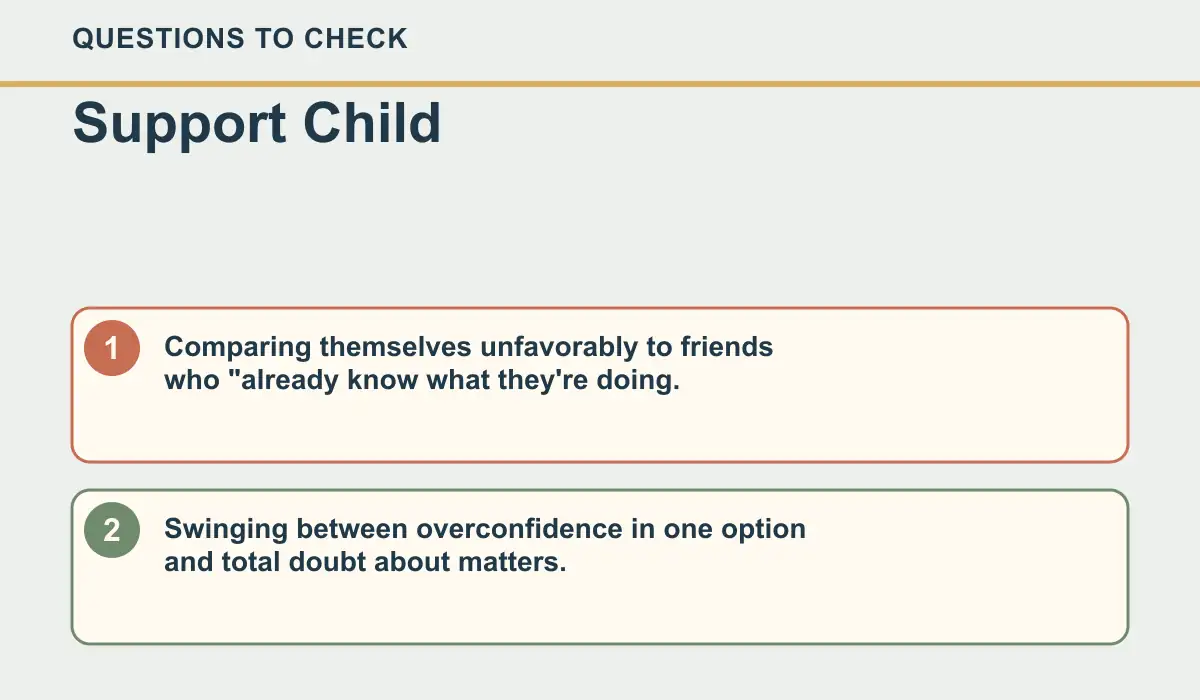 QUESTIONS TO CHECK
Support Child
1
Comparing themselves unfavorably to friends
who "already know what they're doing.
2
Swinging between overconfidence in one option
and total doubt about matters.